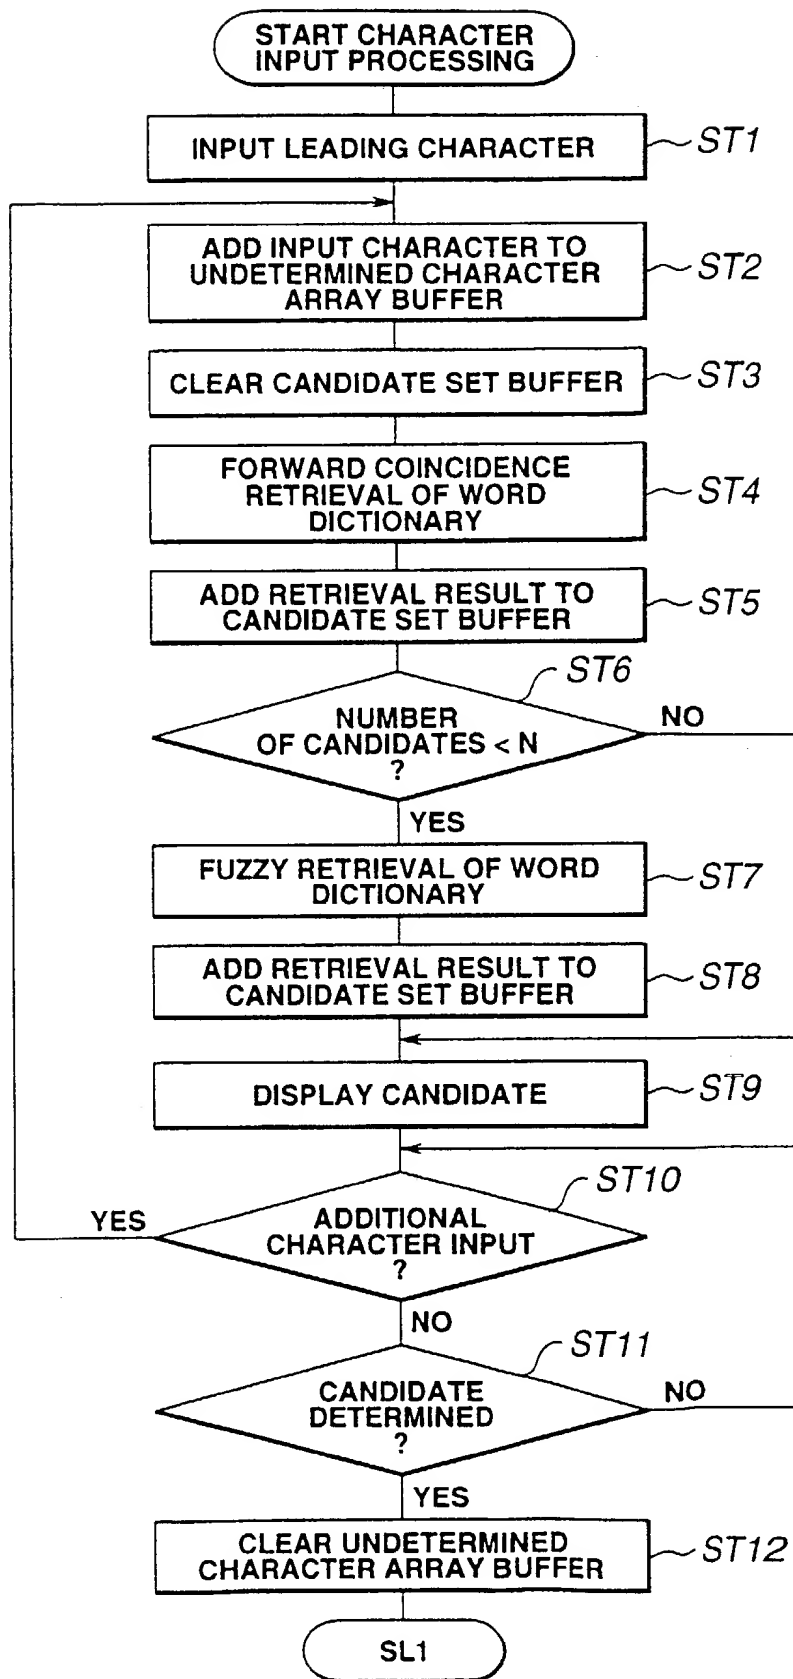 START CHARACTER
INPUT PROCESSING
INPUT LEADING CHARACTER
ST1
ADD INPUT CHARACTER TO
UNDETERMINED CHARACTER
ARRAY BUFFER
ST2
CLEAR CANDIDATE SET BUFFER
ST3
FORWARD COINCIDENCE
RETRIEVAL OF WORD
DICTIONARY
ST4
ADD RETRIEVAL RESULT TO
CANDIDATE SET BUFFER
ST5
ST6
NUMBER
OF CANDIDATES < N
?
NO
YES
FUZZY RETRIEVAL OF WORD
DICTIONARY
ST7
ADD RETRIEVAL RESULT TO
CANDIDATE SET BUFFER
ST8
DISPLAY CANDIDATE
ST9
ST10
YES
ADDITIONAL
CHARACTER INPUT
?
NO
ST11
CANDIDATE
DETERMINED
?
NO
YES
CLEAR UNDETERMINED
CHARACTER ARRAY BUFFER
ST12
SL1